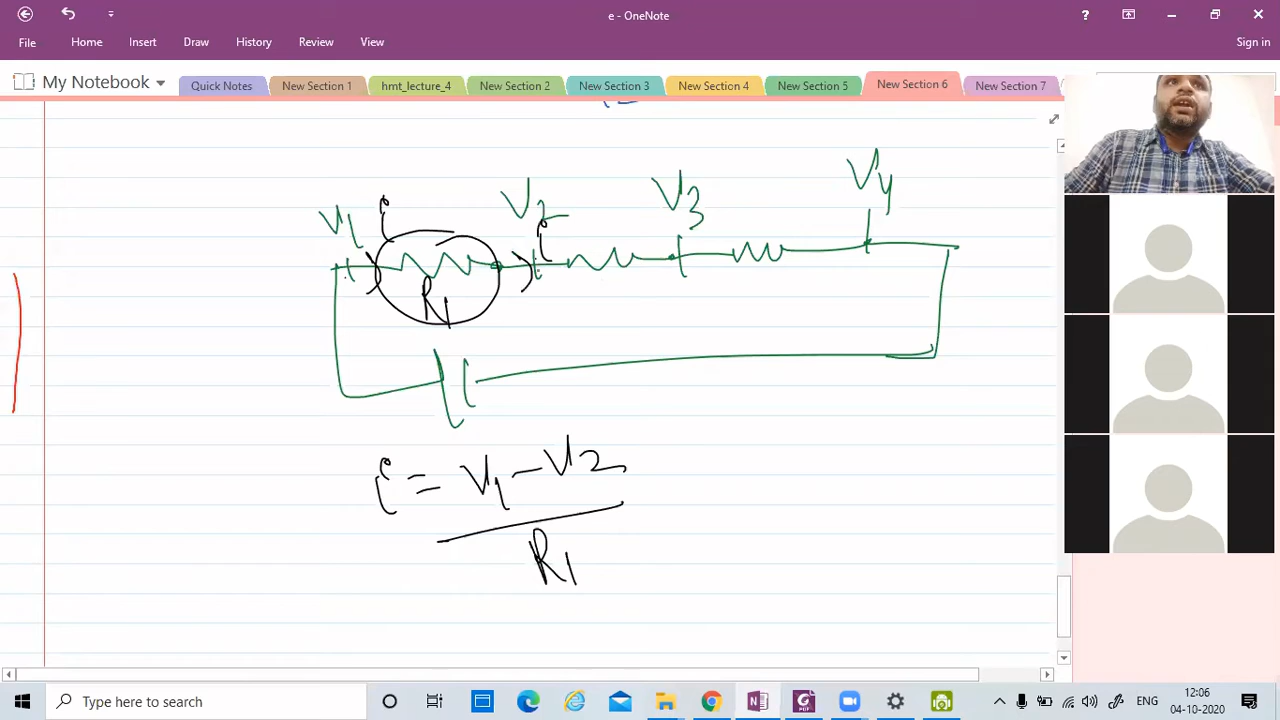 e - OneNote
File Home Insert Draw History Review View Sign in
My Notebook Quick Notes New Section 1 hmt_lecture_4 New Section 2 New Section 3 New Section 4 New Section 5 New Section 6 New Section 7
V1 i V2 i V3 V4
R1
i = V1 - V2
R1
Type here to search
ENG 2:06
04-10-2020